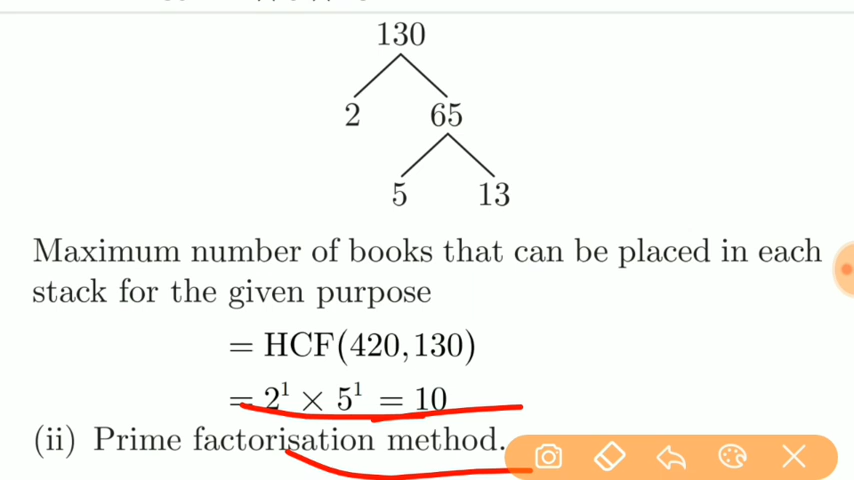 130
2 65
5 13
Maximum number of books that can be placed in each
stack for the given purpose
= HCF(420,130)
= 2¹ × 5¹ = 10
(ii) Prime factorisation method.